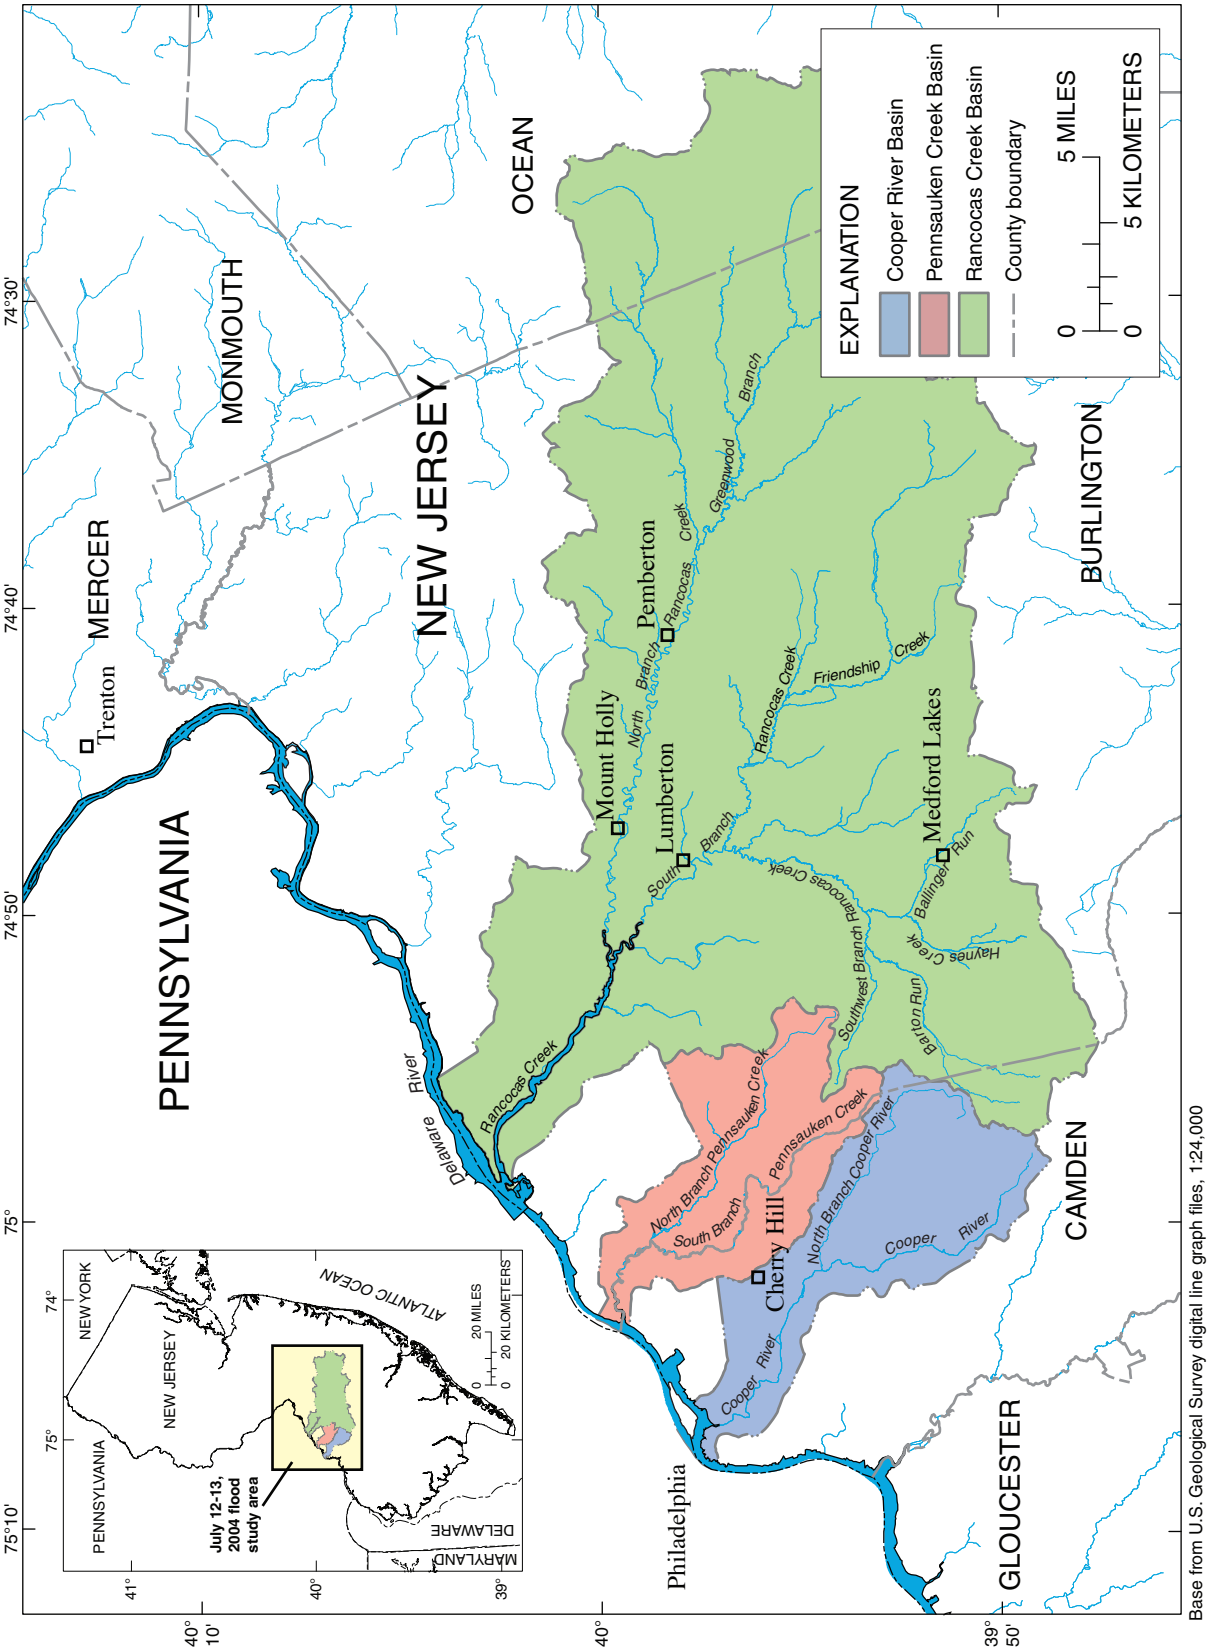 75°10'
75°
74°50'
74°40'
74°30'
40°
10'
40°
39°
50'
PENNSYLVANIA
NEW YORK
NEW JERSEY
ATLANTIC OCEAN
DELAWARE
MARYLAND
July 12-13,
2004 flood
study area
75°
74°
41°
40°
39°
0
20 MILES
0
20 KILOMETERS
PENNSYLVANIA
Trenton
MERCER
MONMOUTH
OCEAN
NEW JERSEY
Delaware
River
Rancocas Creek
Mount Holly
Pemberton
Lumberton
North
Branch
Rancocas
Creek
Greenwood
Branch
South
Branch
Rancocas Creek
Friendship
Creek
Southwest Branch Rancocas Creek
Medford Lakes
Ballinger
Run
Haynes Creek
Barton Run
North Branch Pennsauken Creek
South Branch
Pennsauken Creek
Cherry Hill
North Branch Cooper River
Cooper
River
Cooper
River
Philadelphia
GLOUCESTER
CAMDEN
BURLINGTON
EXPLANATION
Cooper River Basin
Pennsauken Creek Basin
Rancocas Creek Basin
County boundary
0
5 MILES
0
5 KILOMETERS
Base from U.S. Geological Survey digital line graph files, 1:24,000